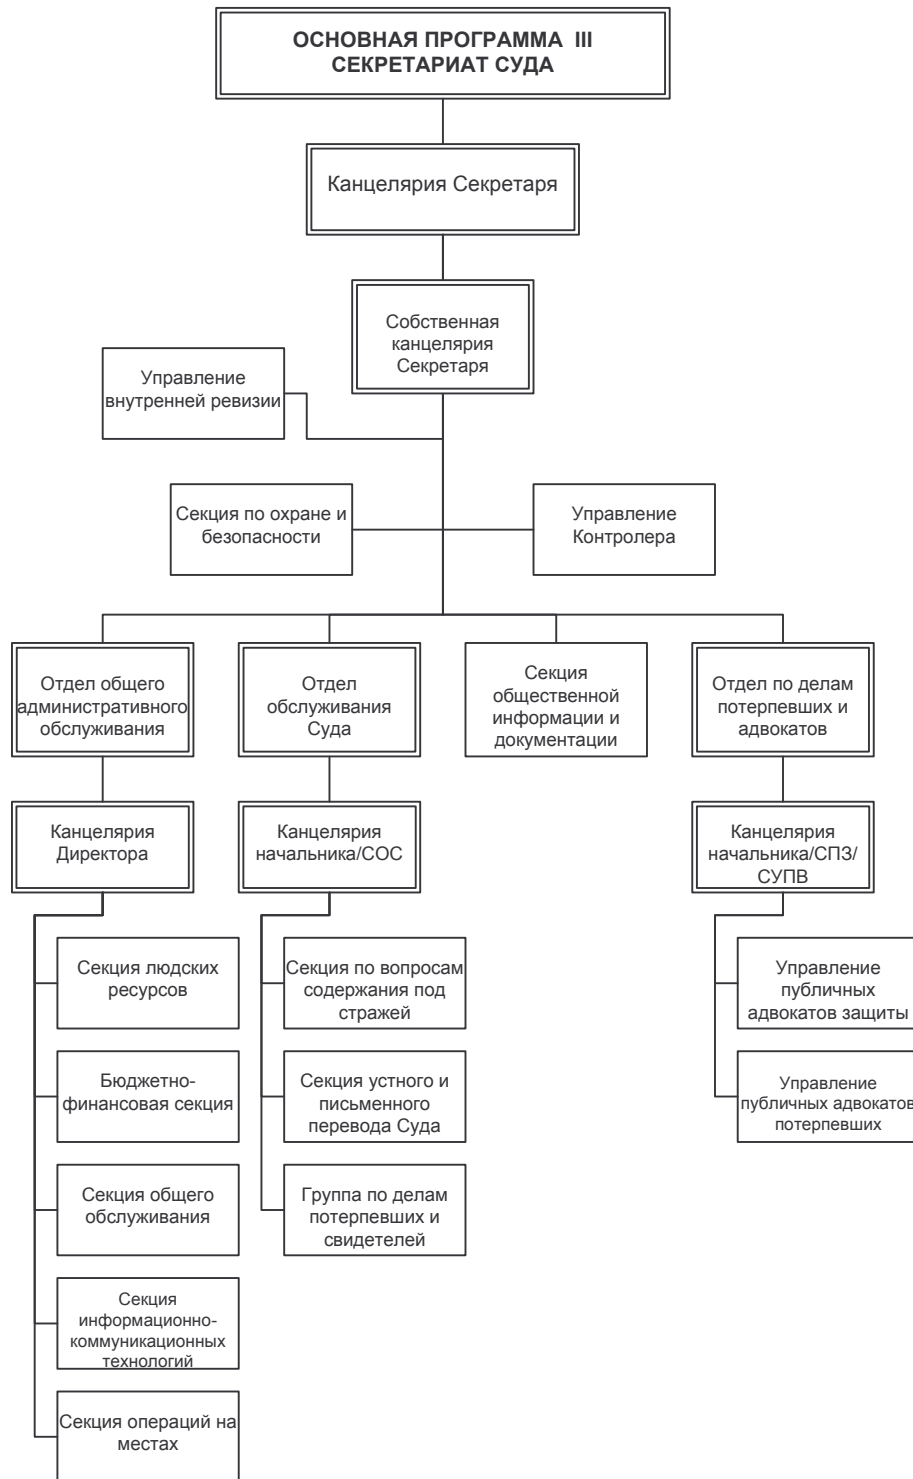 ОСНОВНАЯ ПРОГРАММА III
СЕКРЕТАРИАТ СУДА
Канцелярия Секретаря
Собственная
канцелярия
Секретаря
Управление
внутренней ревизии
Секция по охране и
безопасности
Управление
Контролера
Отдел общего
административного
обслуживания
Отдел
обслуживания
Суда
Секция
общественной
информации и
документации
Отдел по делам
потерпевших и
адвокатов
Канцелярия
Директора
Канцелярия
начальника/СОС
Канцелярия
начальника/СПЗ/
СУПВ
Секция людских
ресурсов
Секция по вопросам
содержания под
стражей
Управление
публичных
адвокатов защиты
Бюджетно-
финансовая секция
Секция устного и
письменного
перевода Суда
Управление
публичных адвокатов
потерпевших
Секция общего
обслуживания
Группа по делам
потерпевших и
свидетелей
Секция
информационно-
коммуникационных
технологий
Секция операций на
местах